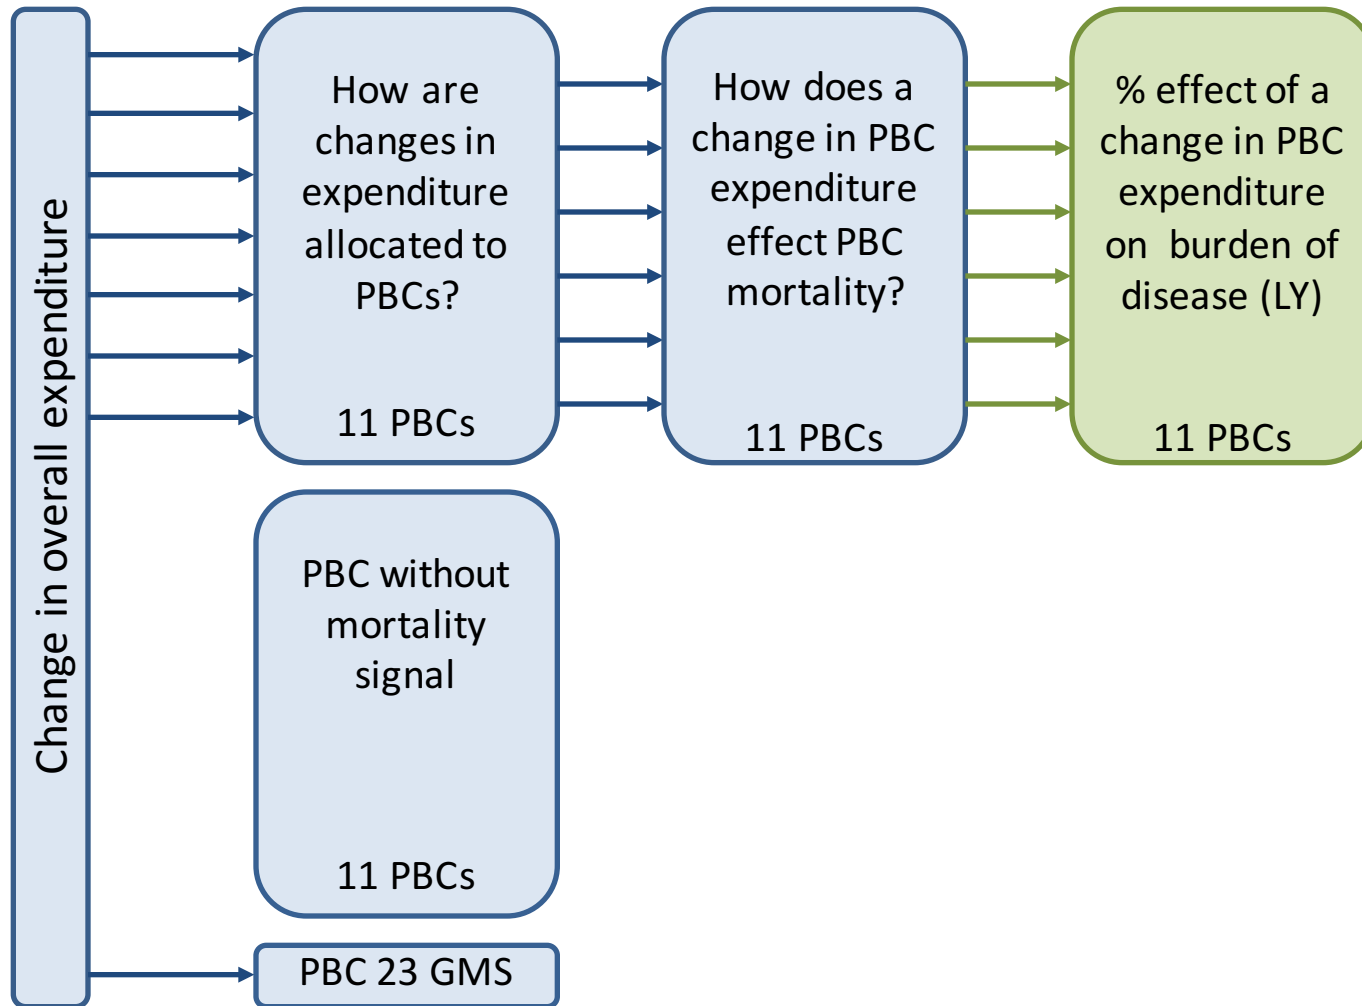 Change in overall expenditure
How are
changes in
expenditure
allocated to
PBCs?
11 PBCs
How does a
change in PBC
expenditure
effect PBC
mortality?
11 PBCs
% effect of a
change in PBC
expenditure
on burden of
disease (LY)
11 PBCs
PBC without
mortality
signal
11 PBCs
PBC 23 GMS